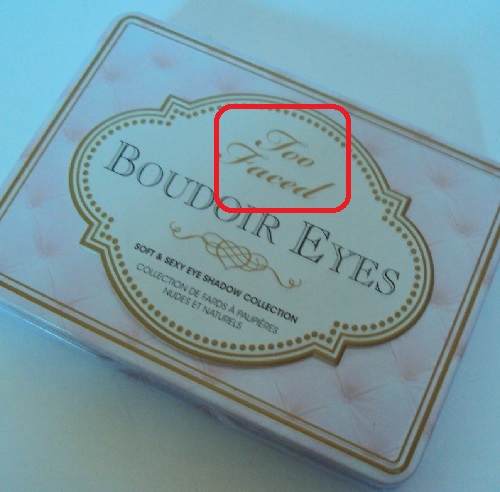 Too
Faced
BOUDOIR EYES
SOFT & SEXY EYE SHADOW COLLECTION
COLLECTION DE FARDS À PAUPIÈRES
NUDES ET NATURELS